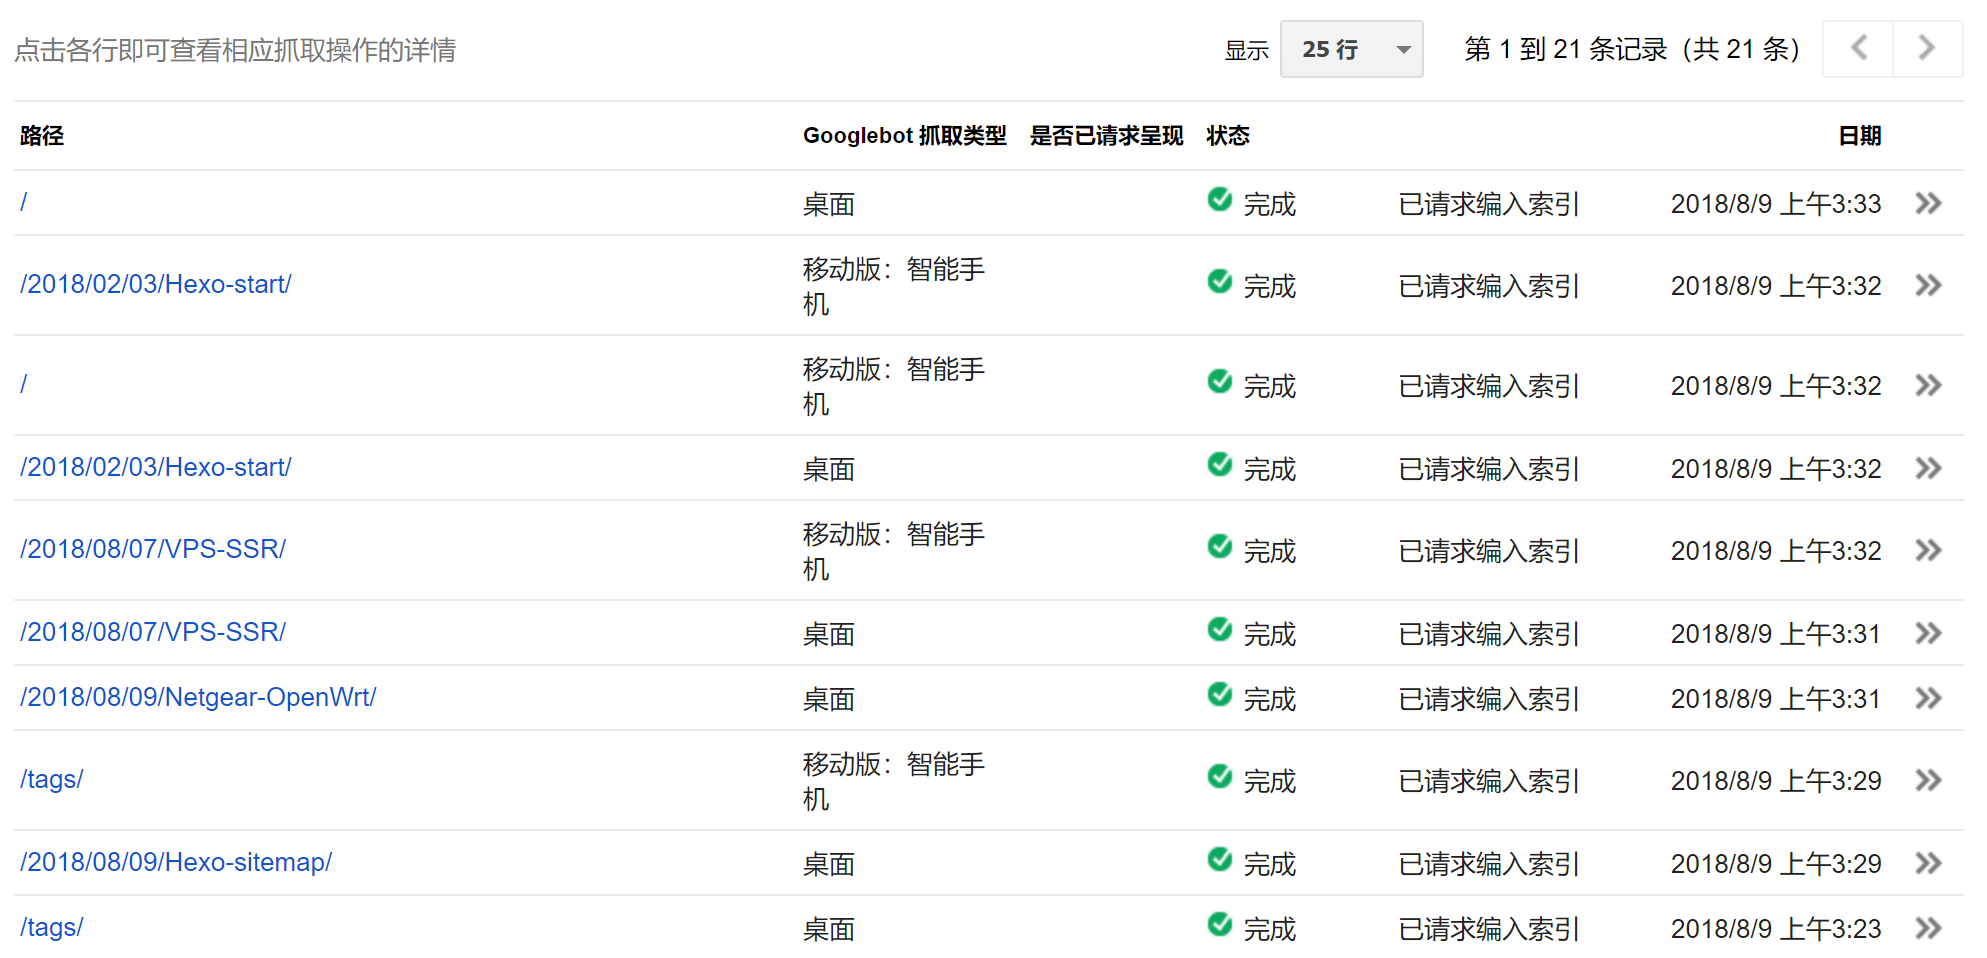 点击各行即可查看相应抓取操作的详情 显示 25 行 第 1 到 21 条记录（共 21 条）
路径 Googlebot 抓取类型 是否已请求呈现 状态 日期
/ 桌面 完成 已请求编入索引 2018/8/9 上午3:33
/2018/02/03/Hexo-start/ 移动版：智能手
机 完成 已请求编入索引 2018/8/9 上午3:32
/ 移动版：智能手
机 完成 已请求编入索引 2018/8/9 上午3:32
/2018/02/03/Hexo-start/ 桌面 完成 已请求编入索引 2018/8/9 上午3:32
/2018/08/07/VPS-SSR/ 移动版：智能手
机 完成 已请求编入索引 2018/8/9 上午3:32
/2018/08/07/VPS-SSR/ 桌面 完成 已请求编入索引 2018/8/9 上午3:31
/2018/08/09/Netgear-OpenWrt/ 桌面 完成 已请求编入索引 2018/8/9 上午3:31
/tags/ 移动版：智能手
机 完成 已请求编入索引 2018/8/9 上午3:29
/2018/08/09/Hexo-sitemap/ 桌面 完成 已请求编入索引 2018/8/9 上午3:29
/tags/ 桌面 完成 已请求编入索引 2018/8/9 上午3:23